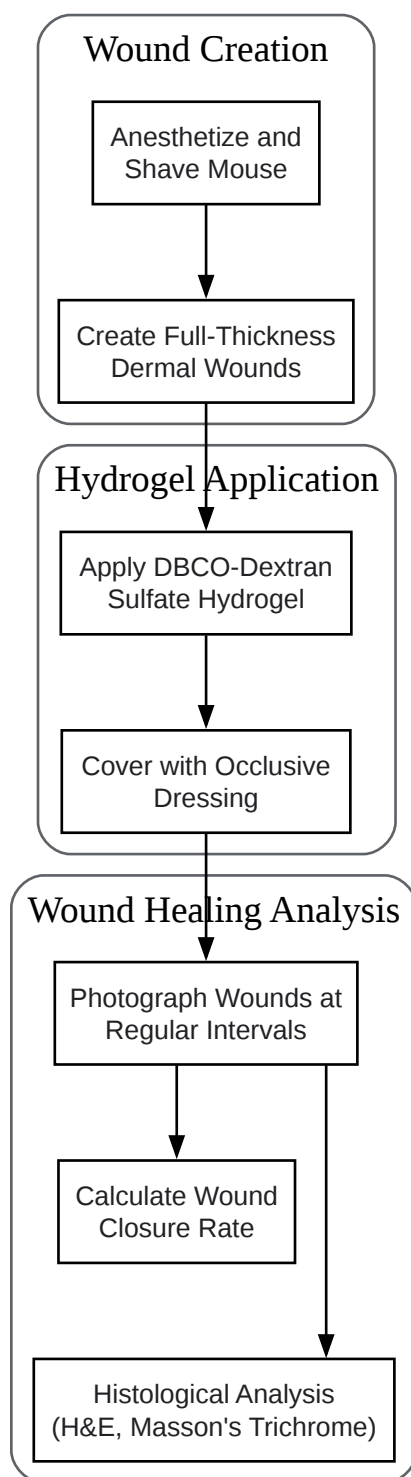 Wound Creation
Anesthetize and
Shave Mouse
Create Full-Thickness
Dermal Wounds
Hydrogel Application
Apply DBCO-Dextran
Sulfate Hydrogel
Cover with Occlusive
Dressing
Wound Healing Analysis
Photograph Wounds at
Regular Intervals
Calculate Wound
Closure Rate
Histological Analysis
(H&E, Masson's Trichrome)